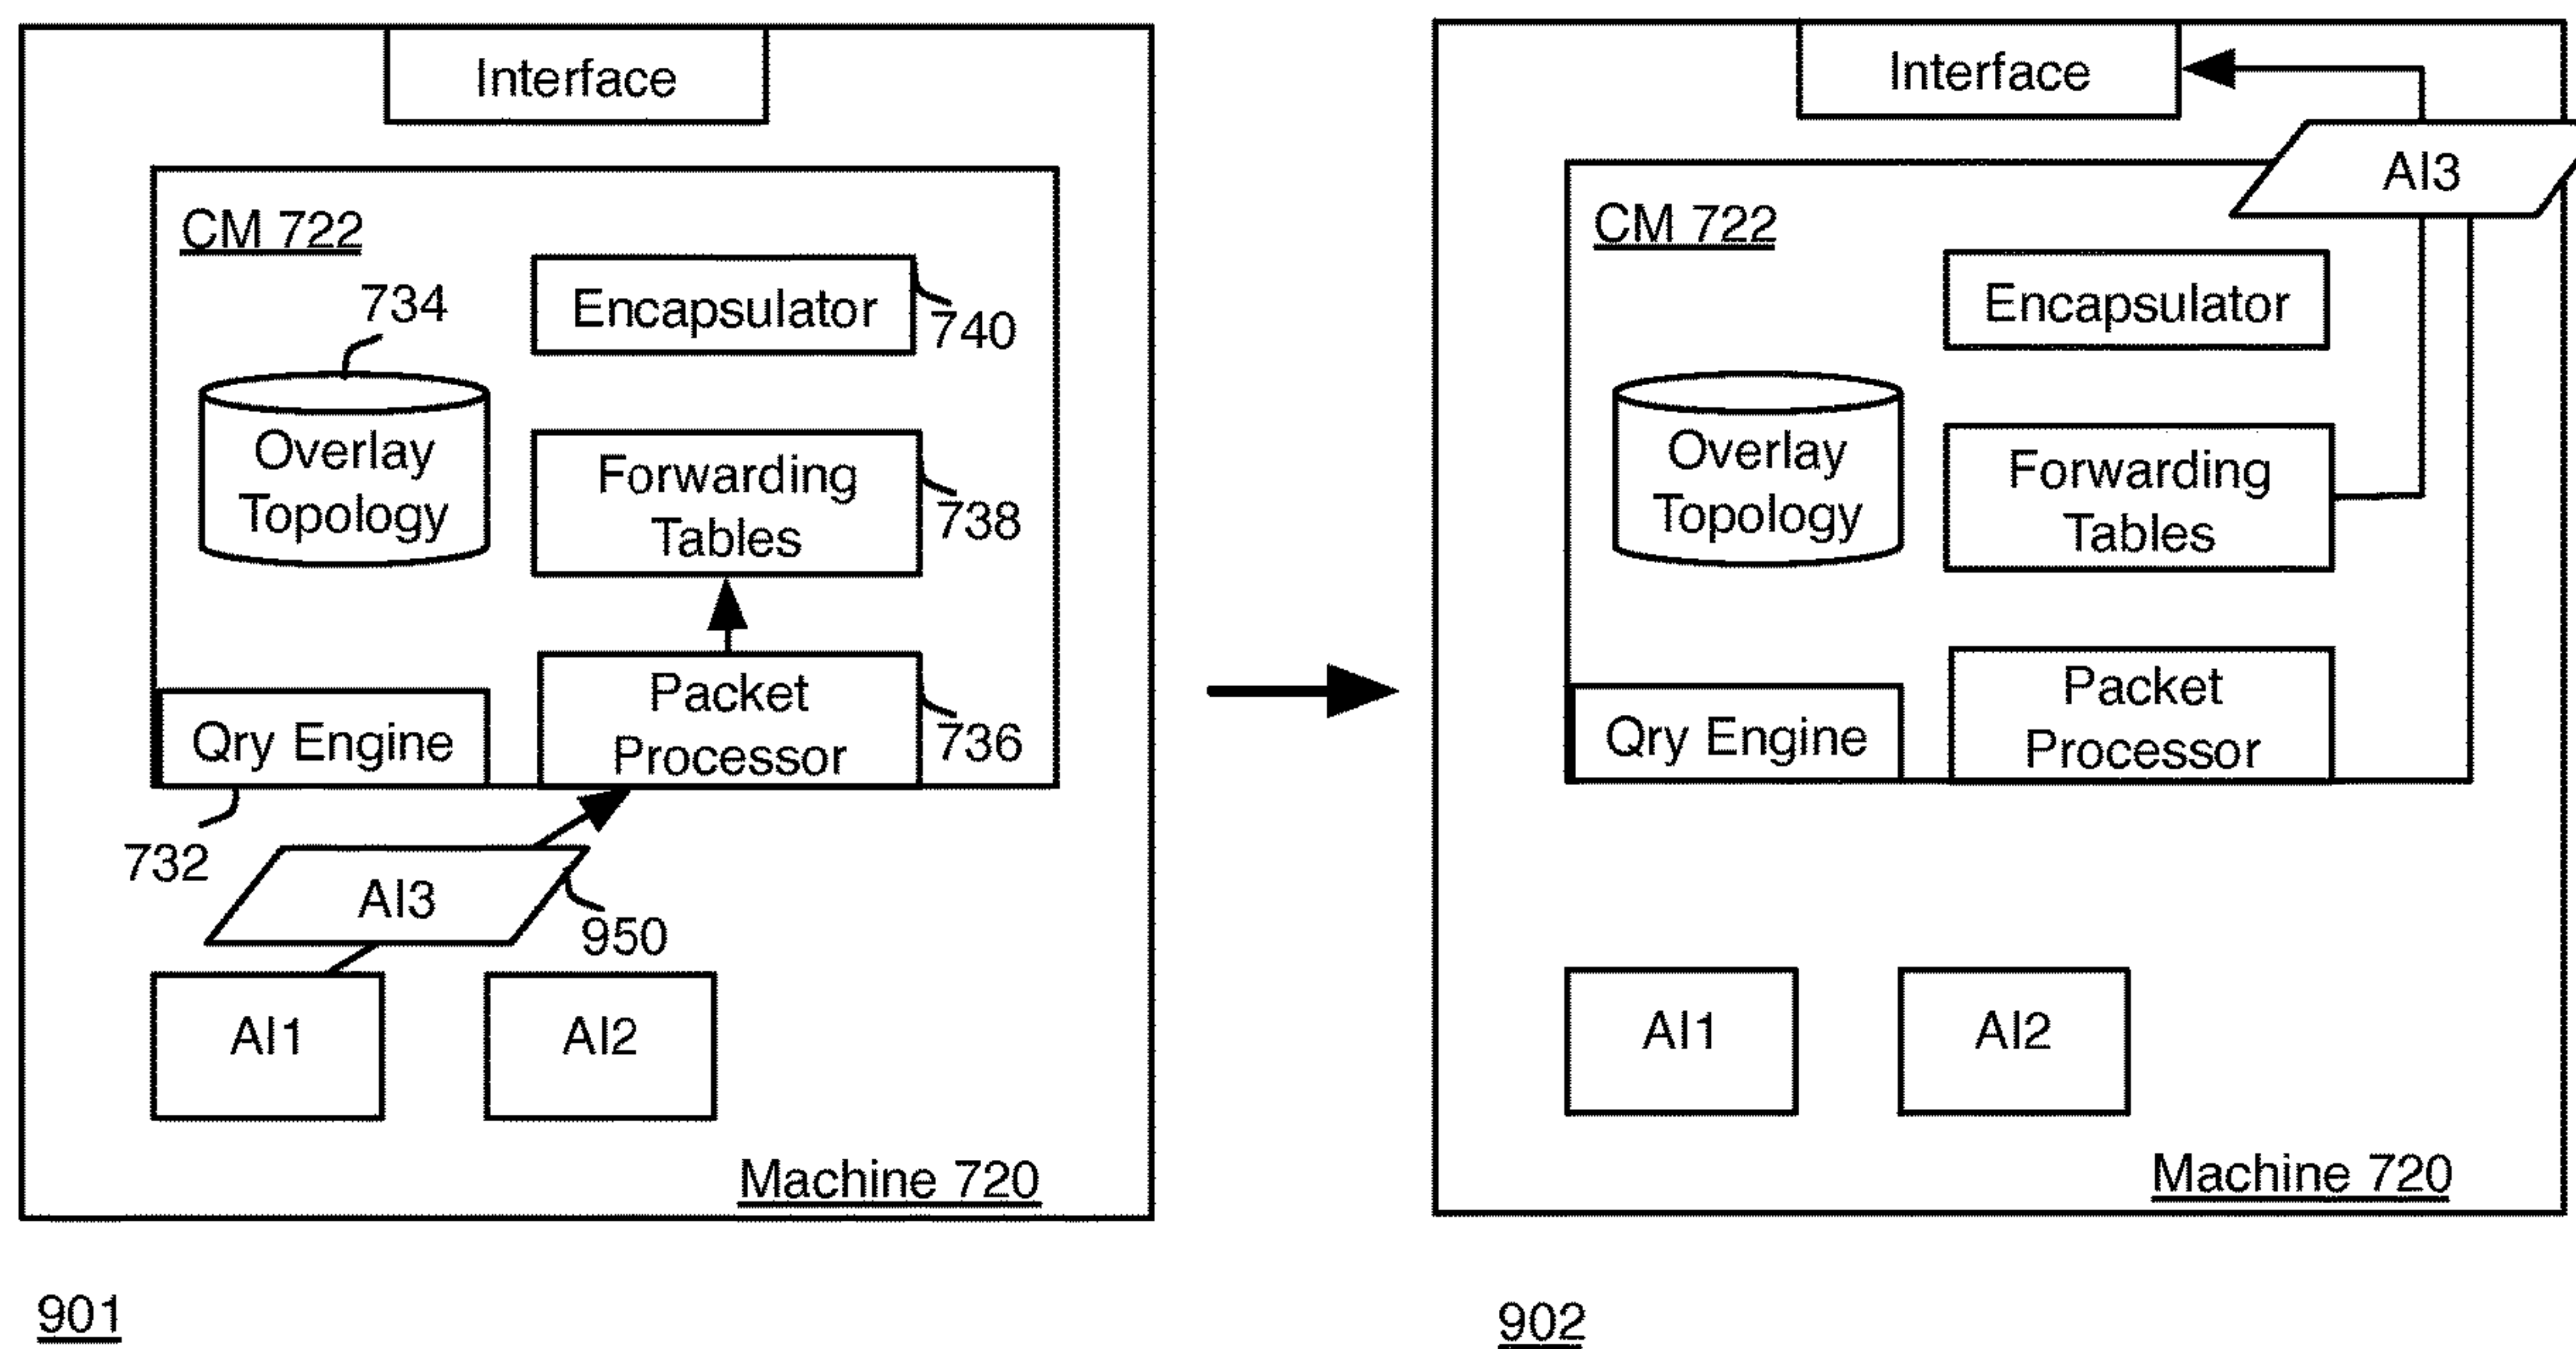 Interface
CM 722
734
Encapsulator
740
Overlay
Topology
Forwarding
Tables
738
Qry Engine
Packet
Processor
736
732
AI3
950
AI1
AI2
Machine 720
901
Interface
AI3
CM 722
Encapsulator
Overlay
Topology
Forwarding
Tables
Qry Engine
Packet
Processor
AI1
AI2
Machine 720
902